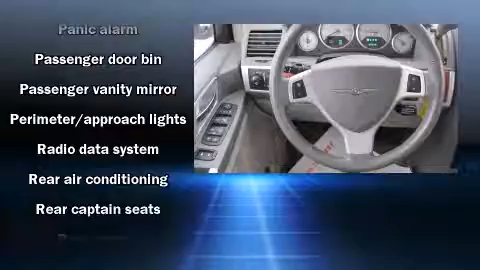 Panic alarm
Passenger door bin
Passenger vanity mirror
Perimeter/approach lights
Radio data system
Rear air conditioning
Rear captain seats